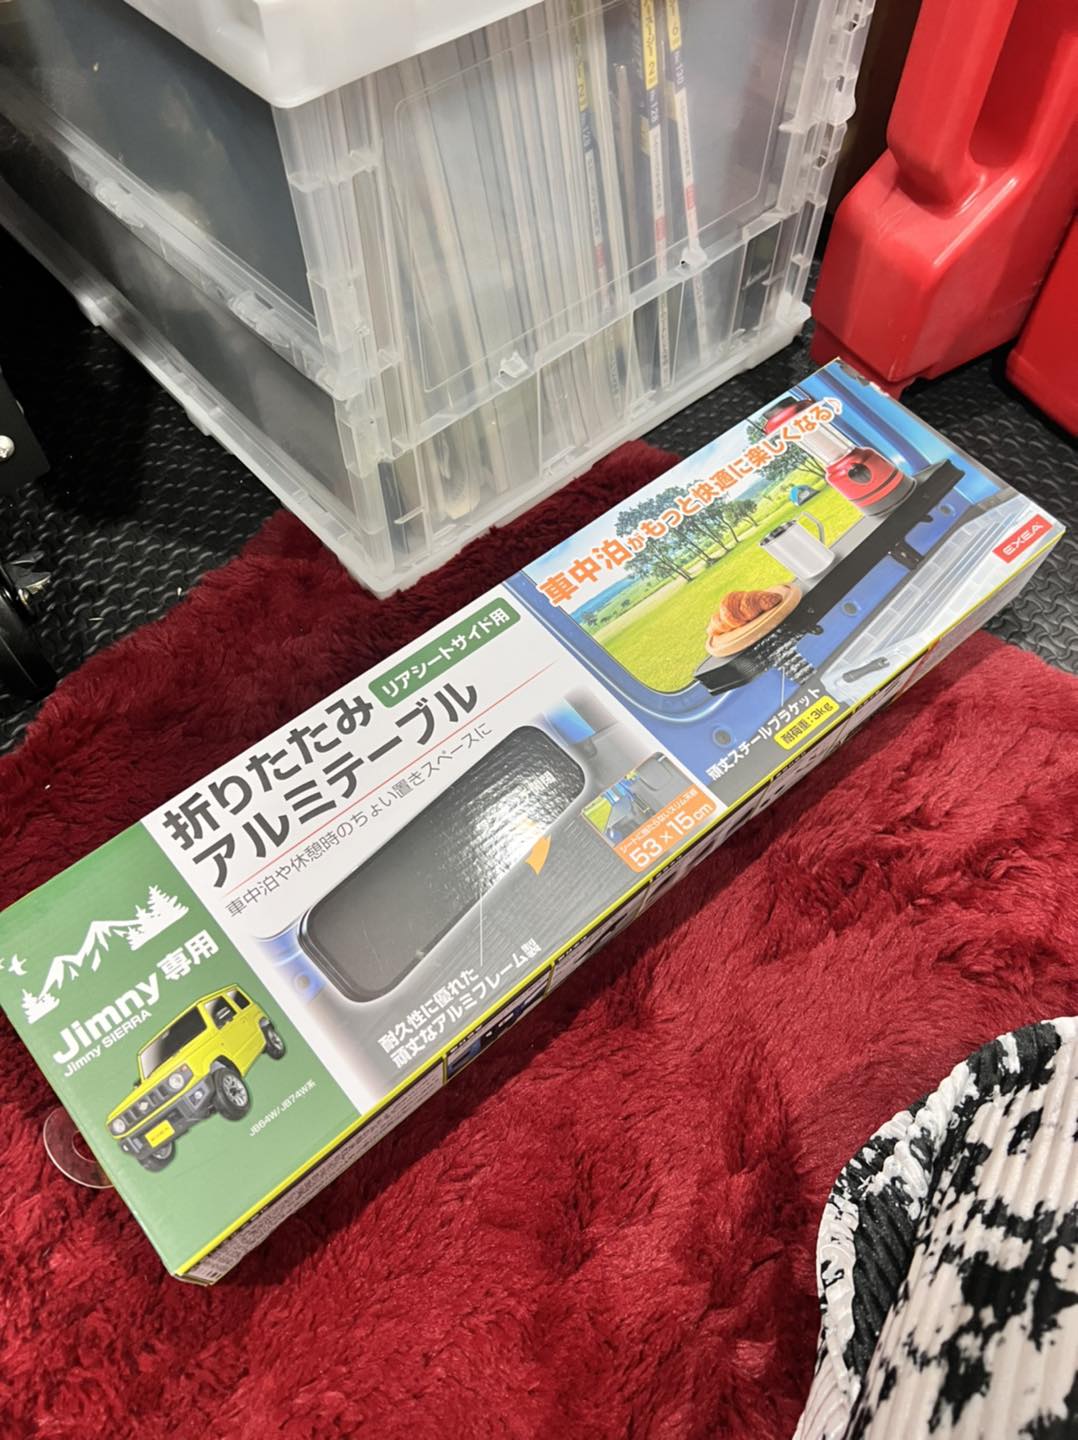 Jimny専用
Jimny SIERRA
JB64W/JB74W系
折りたたみ
アルミテーブル
リアシートサイド用
車中泊や休憩時のちょい置きスペースに
耐久性に優れた
頑丈なアルミフレーム製
53×15cm
車中泊がもっと快適に楽しくなる♪
頑丈スチールブラケット
耐荷重:3kg
EXEA